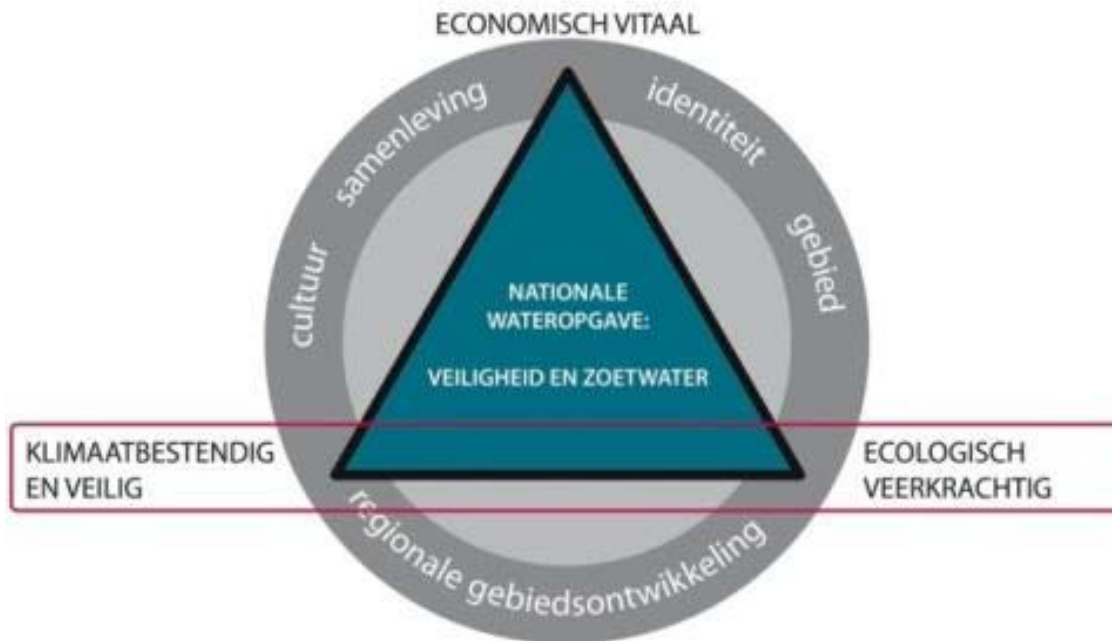 ECONOMISCH VITAAL
samenleving
identiteit
cultuur
gebied
NATIONALE
WATEROPGAVE:
VEILIGHEID EN ZOETWATER
KLIMAATBESTENDIG
EN VEILIG
ECOLOGISCH
VEERKRACHTIG
regionale gebiedsontwikkeling